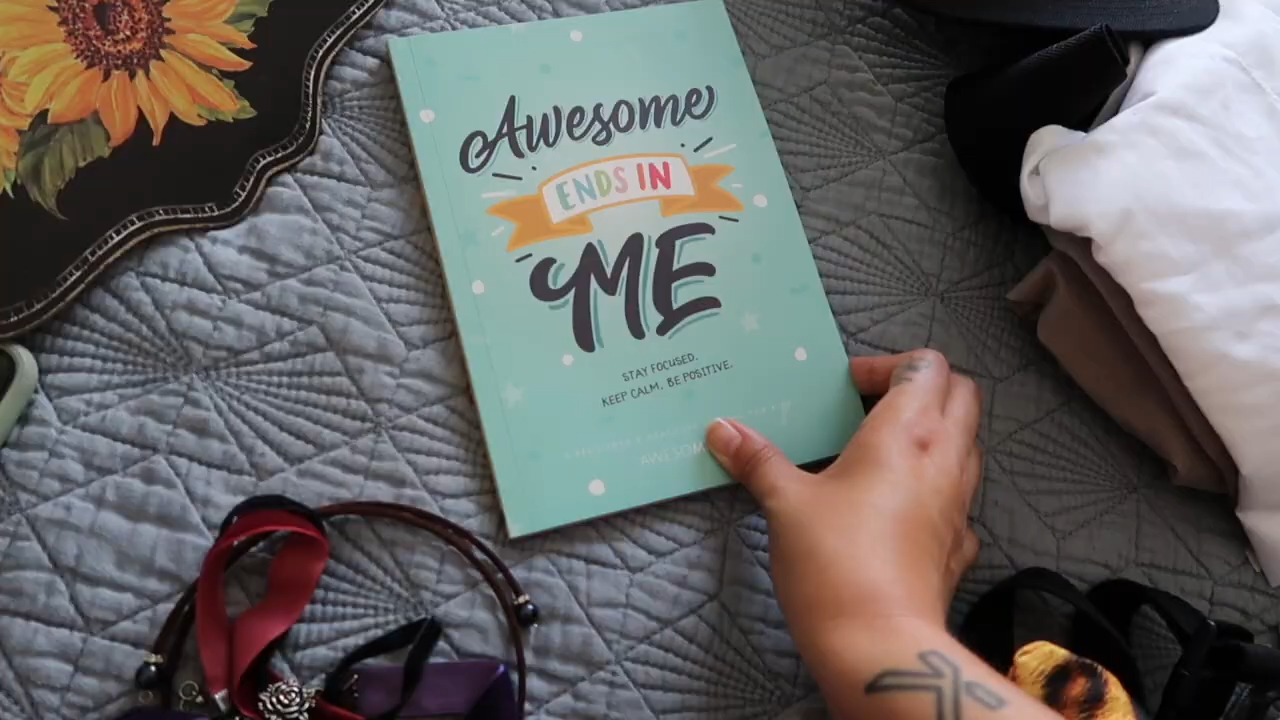 Awesome
ENDS IN
ME
STAY FOCUSED.
KEEP CALM. BE POSITIVE.